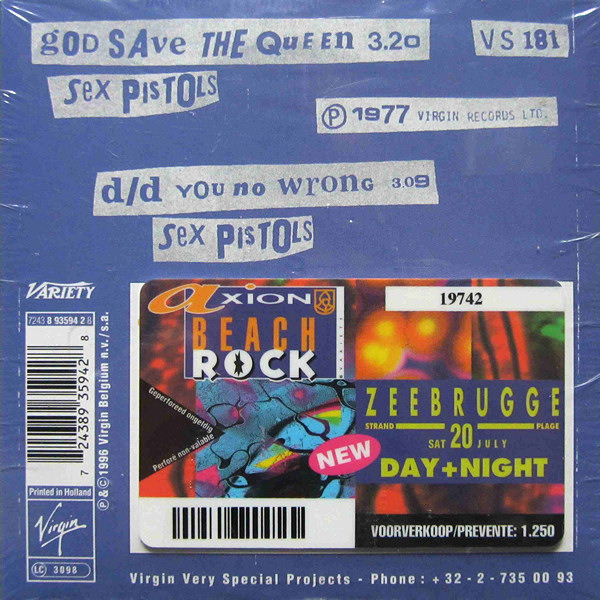 god SAve THE QUeen 3.20
VS 181
sex PISTOLS
Ⓟ 1977 VIRGIN RECORDS LTD.
d/d YOU no wrong 3.09
sex PISTOLS
VARIETY
7243 8 93594 2 8
7 24389 35942 8
℗ & © 1996 Virgin Belgium n.v./s.a.
Printed in Holland
Virgin
LC 3098
axion
BEACH
ROCK
Geperforeed ongeldig
Perfore non-valable
19742
ZEEBRUGGE
STRAND PLAGE
SAT 20 JULY
NEW
DAY+NIGHT
VOORVERKOOP/PREVENTE: 1.250
Virgin Very Special Projects - Phone : + 32 - 2 - 735 00 93